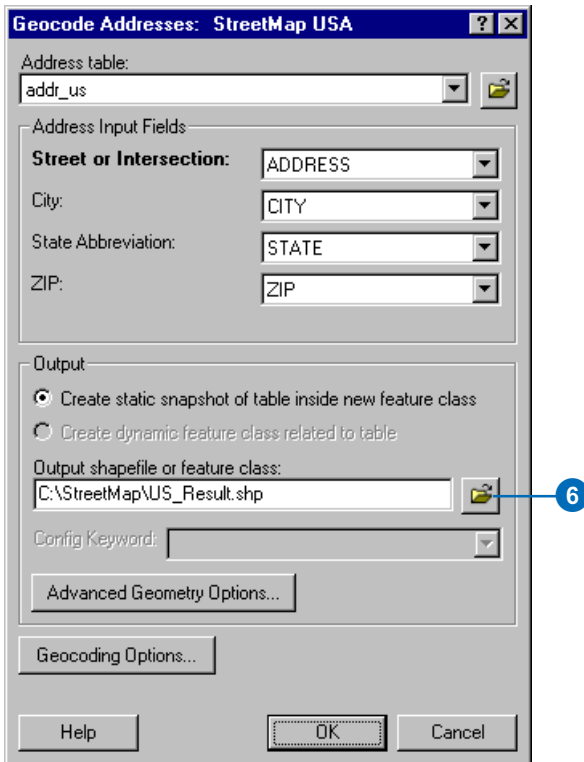 Geocode Addresses: StreetMap USA
Address table:
addr_us
Address Input Fields
Street or Intersection: ADDRESS
City: CITY
State Abbreviation: STATE
ZIP: ZIP
Output
Create static snapshot of table inside new feature class
Create dynamic feature class related to table
Output shapefile or feature class:
C:\StreetMap\US_Result.shp
6
Config Keyword:
Advanced Geometry Options...
Geocoding Options...
Help OK Cancel